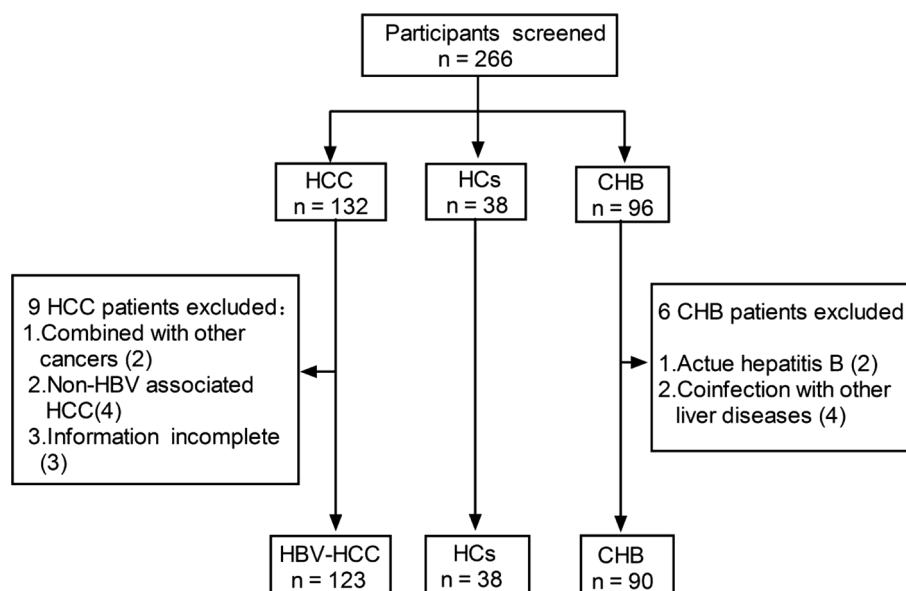 Participants screened
n = 266
HCC
n = 132
HCs
n = 38
CHB
n = 96
9 HCC patients excluded:
1.Combined with other
cancers (2)
2.Non-HBV associated
HCC(4)
3.Information incomplete
(3)
6 CHB patients excluded
1.Actue hepatitis B (2)
2.Coinfection with other
liver diseases (4)
HBV-HCC
n = 123
HCs
n = 38
CHB
n = 90